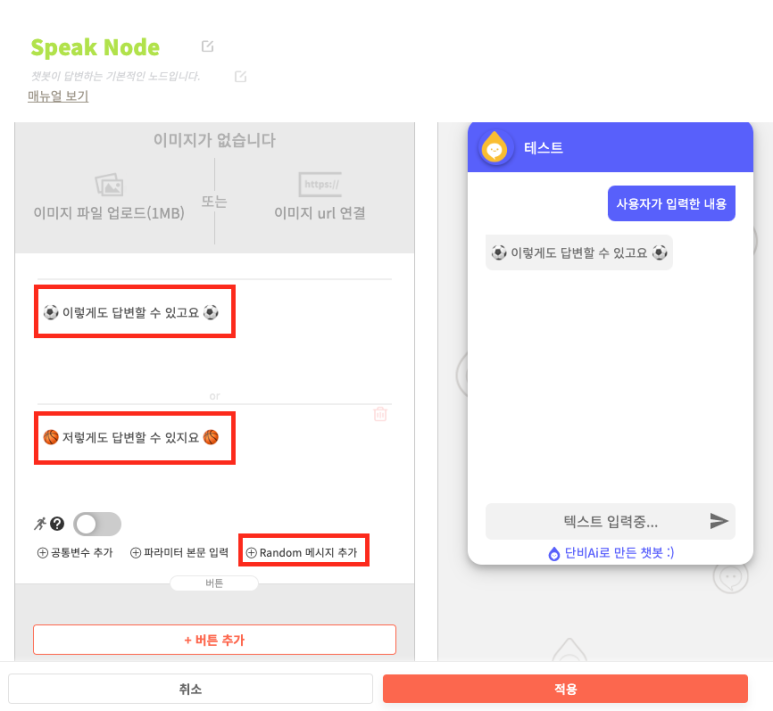 Speak Node
챗봇이 답변하는 기본적인 노드입니다.
매뉴얼 보기
이미지가 없습니다
이미지 파일 업로드(1MB)
또는
https://
이미지 url 연결
⚽ 이렇게도 답변할 수 있고요 ⚽
or
🏀 저렇게도 답변할 수 있지요 🏀
?
⊕ 공통변수 추가
⊕ 파라미터 본문 입력
⊕ Random 메시지 추가
버튼
+ 버튼 추가
테스트
사용자가 입력한 내용
⚽ 이렇게도 답변할 수 있고요 ⚽
텍스트 입력중...
단비Ai로 만든 챗봇 :)
취소
적용